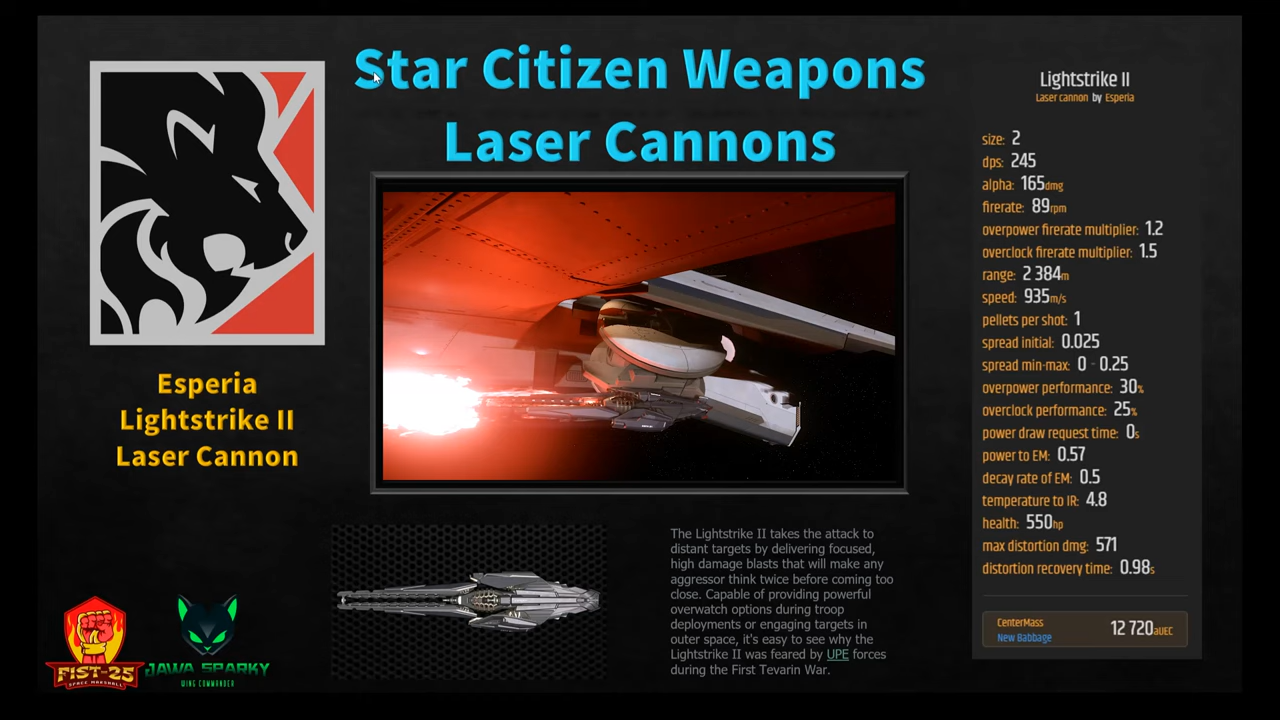 Star Citizen Weapons
Laser Cannons
Esperia
Lightstrike II
Laser Cannon
The Lightstrike II takes the attack to
distant targets by delivering focused,
high damage blasts that will make any
aggressor think twice before coming too
close. Capable of providing powerful
overwatch options during troop
deployments or engaging targets in
outer space, it's easy to see why the
Lightstrike II was feared by UPE forces
during the First Tevarin War.
Lightstrike II
Laser cannon by Esperia
size: 2
dps: 245
alpha: 165dmg
firerate: 89rpm
overpower firerate multiplier: 1.2
overclock firerate multiplier: 1.5
range: 2 384m
speed: 935m/s
pellets per shot: 1
spread initial: 0.025
spread min-max: 0 - 0.25
overpower performance: 30%
overclock performance: 25%
power draw request time: 0s
power to EM: 0.57
decay rate of EM: 0.5
temperature to IR: 4.8
health: 550hp
max distortion dmg: 571
distortion recovery time: 0.98s
CenterMass
New Babbage
12 720aUEC
FIST-25
SPACE MARSHALL
JAWA SPARKY
WING COMMANDER